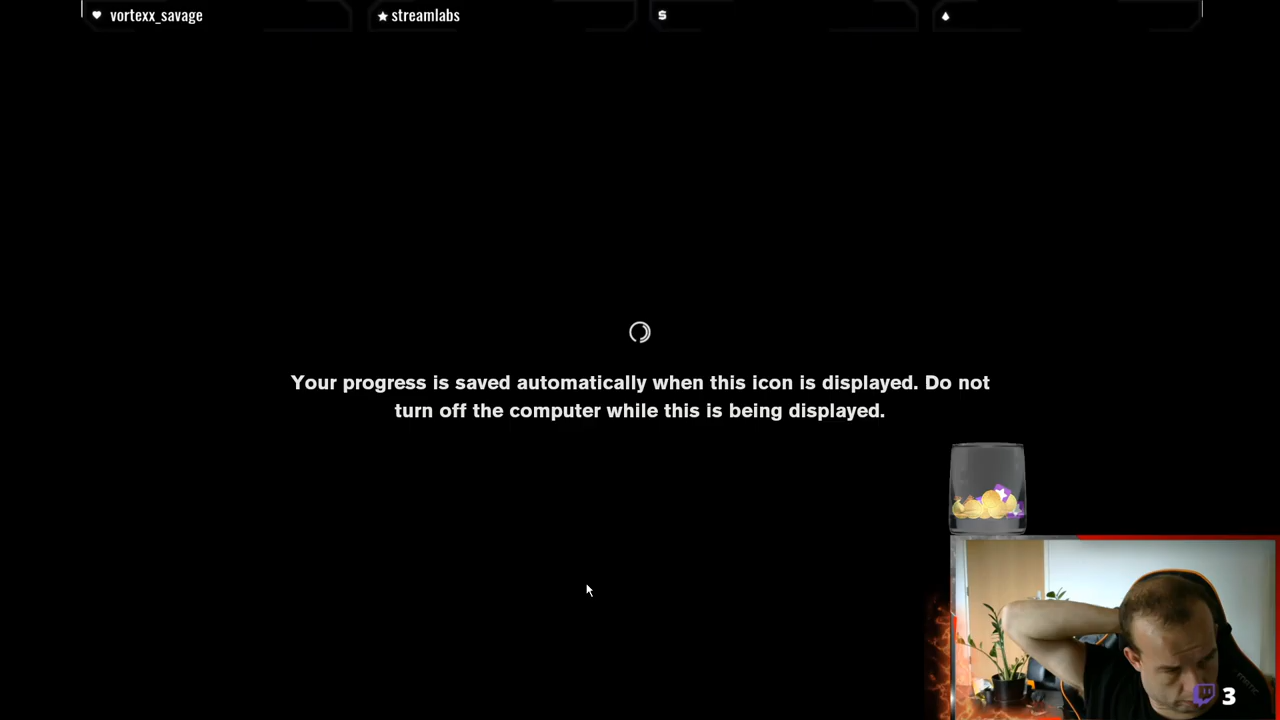 vortexx_savage
streamlabs
Your progress is saved automatically when this icon is displayed. Do not
turn off the computer while this is being displayed.
3